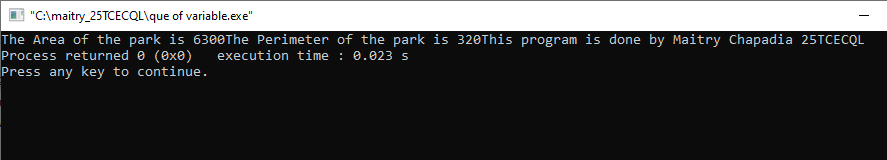 "C:\maitry_25TCECQL\que of variable.exe"
The Area of the park is 6300The Perimeter of the park is 320This program is done by Maitry Chapadia 25TCECQL
Process returned 0 (0x0)   execution time : 0.023 s
Press any key to continue.